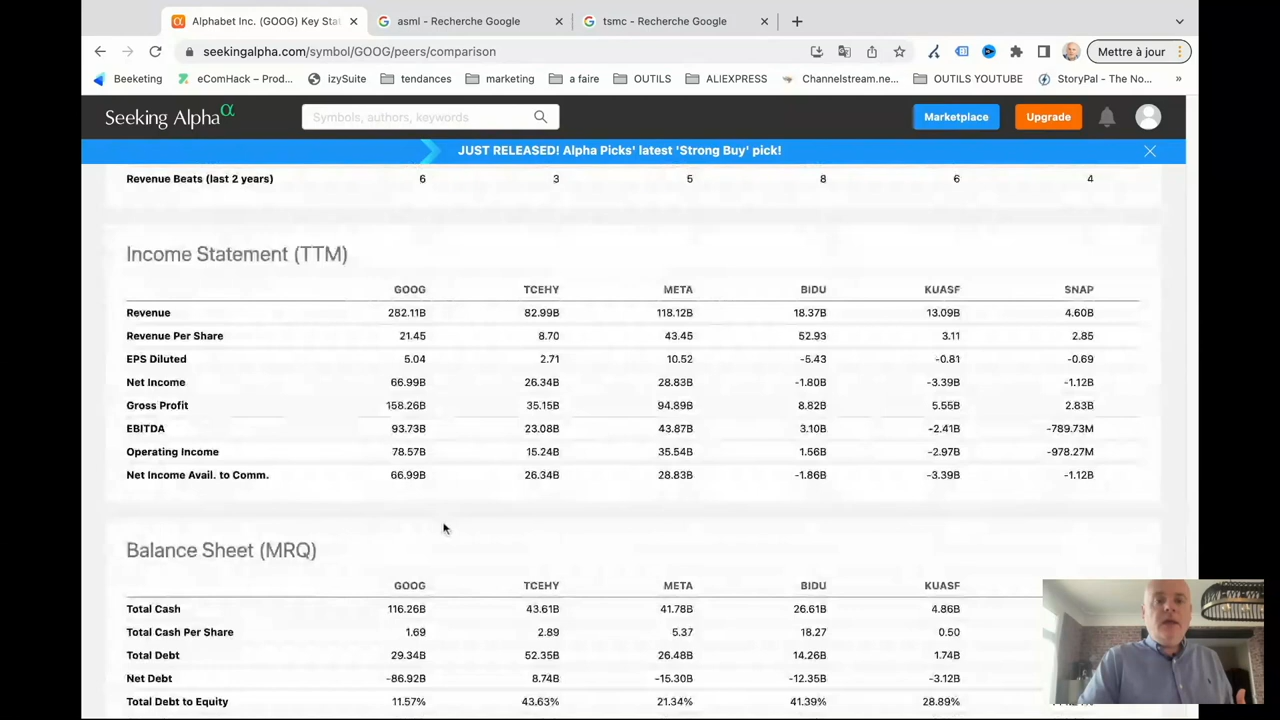 Alphabet Inc. (GOOG) Key Stat
asml - Recherche Google
tsmc - Recherche Google
seekingalpha.com/symbol/GOOG/peers/comparison
Mettre à jour
Beeketing eComHack – Prod... izySuite tendances marketing a faire OUTILS ALIEXPRESS Channelstream.ne... OUTILS YOUTUBE StoryPal - The No... »
Seeking Alpha α Symbols, authors, keywords Marketplace Upgrade
JUST RELEASED! Alpha Picks' latest 'Strong Buy' pick!
Revenue Beats (last 2 years) 6 3 5 8 6 4
Income Statement (TTM)
GOOG TCEHY META BIDU KUASF SNAP
Revenue 282.11B 82.99B 118.12B 18.37B 13.09B 4.60B
Revenue Per Share 21.45 8.70 43.45 52.93 3.11 2.85
EPS Diluted 5.04 2.71 10.52 -5.43 -0.81 -0.69
Net Income 66.99B 26.34B 28.83B -1.80B -3.39B -1.12B
Gross Profit 158.26B 35.15B 94.89B 8.82B 5.55B 2.83B
EBITDA 93.73B 23.08B 43.87B 3.10B -2.41B -789.73M
Operating Income 78.57B 15.24B 35.54B 1.56B -2.97B -978.27M
Net Income Avail. to Comm. 66.99B 26.34B 28.83B -1.86B -3.39B -1.12B
Balance Sheet (MRQ)
GOOG TCEHY META BIDU KUASF
Total Cash 116.26B 43.61B 41.78B 26.61B 4.86B
Total Cash Per Share 1.69 2.89 5.37 18.27 0.50
Total Debt 29.34B 52.35B 26.48B 14.26B 1.74B
Net Debt -86.92B 8.74B -15.30B -12.35B -3.12B
Total Debt to Equity 11.57% 43.63% 21.34% 41.39% 28.89%